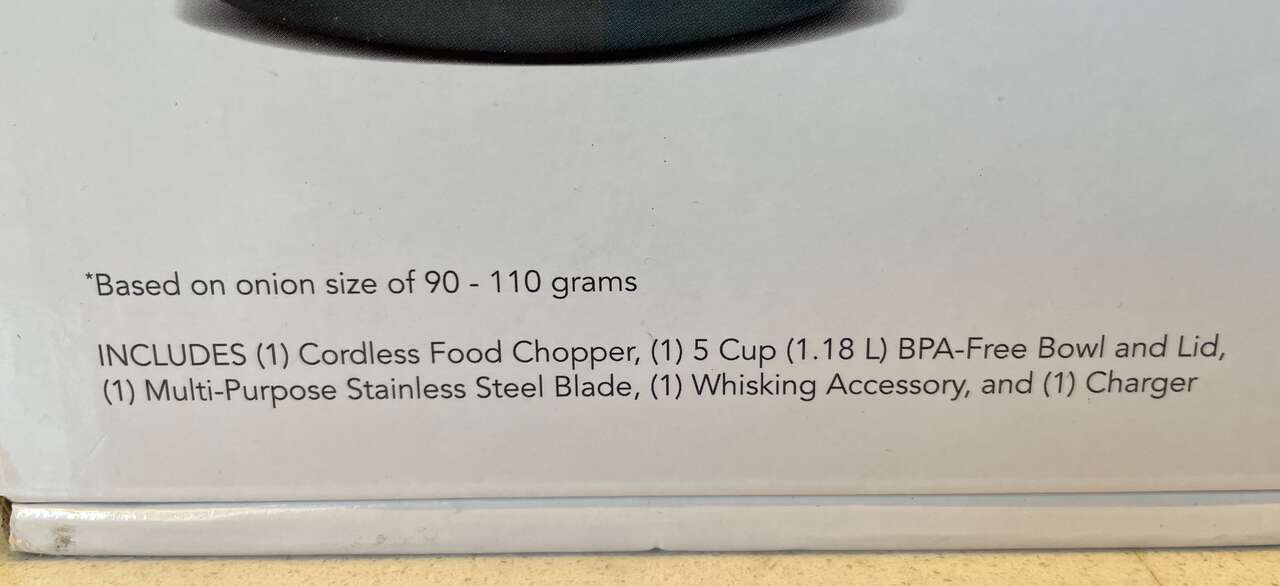 *Based on onion size of 90 - 110 grams
INCLUDES (1) Cordless Food Chopper, (1) 5 Cup (1.18 L) BPA-Free Bowl and Lid,
(1) Multi-Purpose Stainless Steel Blade, (1) Whisking Accessory, and (1) Charger